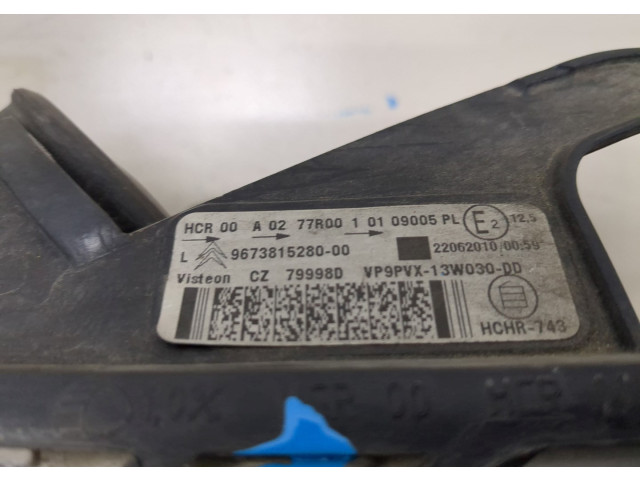 HCR 00 A 02 77R00 1 01 09005 PL E2 12,5
L 9673815280-00 22062010/00:59
Visteon CZ 79998D VP9PVX-13W030-DD
HCHR-743